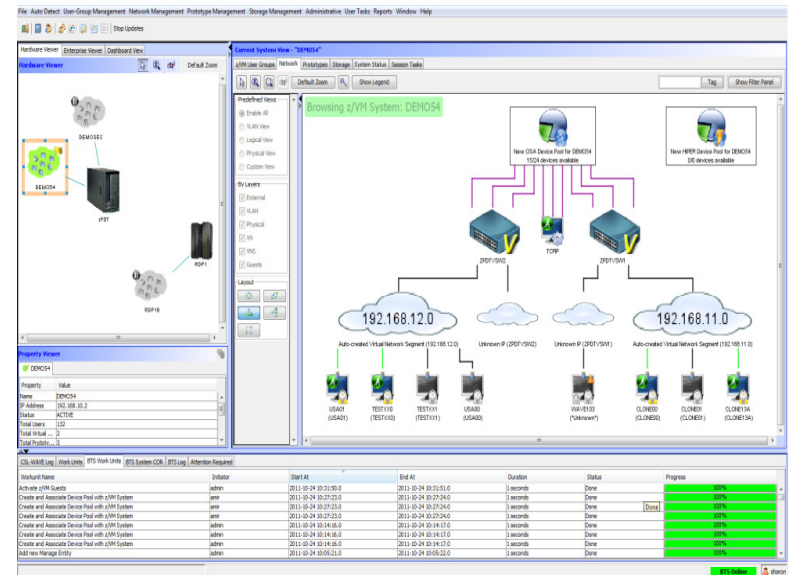 File Auto Detect User-Group Management Network Management Prototype Management Storage Management Administrative User Tasks Reports Window Help
Stop Updates
Hardware Viewer Enterprise Viewer Dashboard View
Hardware Viewer
Default Zoom
DEMOSEC
DEMO54
zPDT
RDP1
RDP18
Property Viewer
DEMO54
Property Value
Name DEMO54
IP Address 192.168.10.2
Status ACTIVE
Total Users 132
Total Virtual ... 2
Total Prototy... 3
Current System View - "DEMO54"
z/VM User Groups Network Prototypes Storage System Status Session Tasks
Default Zoom Show Legend Tag Show Filter Panel
Predefined Views
Enable All
VLAN View
Logical View
Physical View
Custom View
By Layers
External
VLAN
Physical
VN
VNS
Guests
Layout
Browsing z/VM System: DEMO54
New OSA Device Pool for DEMO54
15/24 devices available
New HIPER Device Pool for DEMO54
0/0 devices available
ZPDTVSW2
TCPIP
ZPDTVSW1
192.168.12.0
192.168.11.0
Auto-created Virtual Network Segment (192.168.12.0)
Unknown IP (ZPDTVSW2)
Unknown IP (ZPDTVSW1)
Auto-created Virtual Network Segment (192.168.11.0)
USA01
(USA01)
TESTXX0
(TESTXX0)
TESTXX1
(TESTXX1)
USA00
(USA00)
WAVE103
(*Unknown*)
CLONE00
(CLONE00)
CLONE01
(CLONE01)
CLONE13A
(CLONE13A)
CSL-WAVE Log Work Units BTS Work Units BTS System COR BTS Log Attention Required
Workunit Name Initiator Start At End At Duration Status Progress
Activate z/VM Guests admin 2011-10-24 10:31:50.0 2011-10-24 10:31:51.0 1 seconds Done 100%
Create and Associate Device Pool with z/VM System amir 2011-10-24 10:27:23.0 2011-10-24 10:27:24.0 1 seconds Done 100%
Create and Associate Device Pool with z/VM System amir 2011-10-24 10:27:23.0 2011-10-24 10:27:24.0 1 seconds Done Done 100%
Create and Associate Device Pool with z/VM System amir 2011-10-24 10:27:23.0 2011-10-24 10:27:24.0 1 seconds Done 100%
Create and Associate Device Pool with z/VM System admin 2011-10-24 10:14:16.0 2011-10-24 10:14:17.0 1 seconds Done 100%
Create and Associate Device Pool with z/VM System admin 2011-10-24 10:14:16.0 2011-10-24 10:14:17.0 1 seconds Done 100%
Create and Associate Device Pool with z/VM System admin 2011-10-24 10:14:16.0 2011-10-24 10:14:17.0 1 seconds Done 100%
Add new Manage Entity admin 2011-10-24 10:05:21.0 2011-10-24 10:05:22.0 1 seconds Done 100%
BTS Online sharon